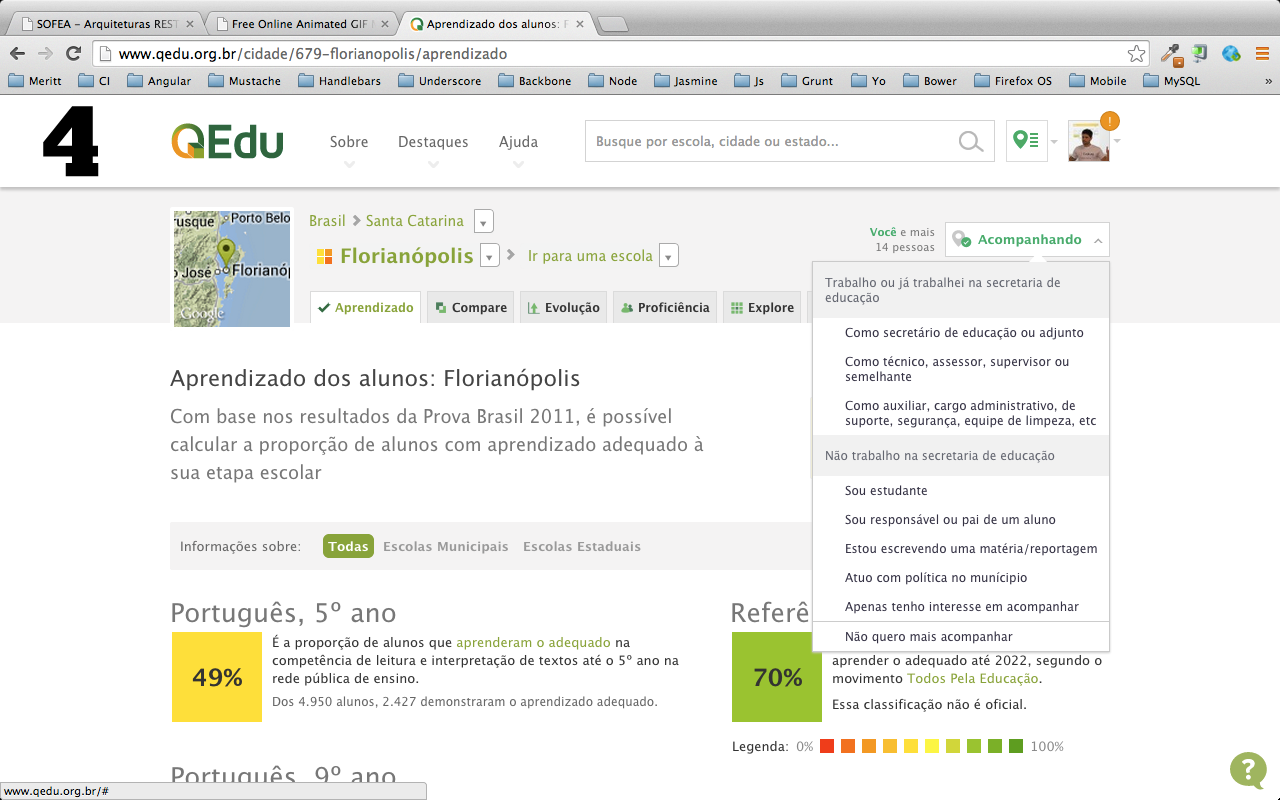 SOFEA – Arquiteturas REST
Free Online Animated GIF M
Aprendizado dos alunos: F
www.qedu.org.br/cidade/679-florianopolis/aprendizado
Meritt CI Angular Mustache Handlebars Underscore Backbone Node Jasmine Js Grunt Yo Bower Firefox OS Mobile MySQL »
4
QEdu
Sobre Destaques Ajuda
Busque por escola, cidade ou estado...
!
rusque
Porto Belo
José
Florianóp
Google
Brasil Santa Catarina
Florianópolis Ir para uma escola
Você e mais
14 pessoas
Acompanhando
Aprendizado Compare Evolução Proficiência Explore
Trabalho ou já trabalhei na secretaria de
educação
Como secretário de educação ou adjunto
Como técnico, assessor, supervisor ou
semelhante
Como auxiliar, cargo administrativo, de
suporte, segurança, equipe de limpeza, etc
Não trabalho na secretaria de educação
Sou estudante
Sou responsável ou pai de um aluno
Estou escrevendo uma matéria/reportagem
Atuo com política no munícipio
Apenas tenho interesse em acompanhar
Não quero mais acompanhar
Aprendizado dos alunos: Florianópolis
Com base nos resultados da Prova Brasil 2011, é possível
calcular a proporção de alunos com aprendizado adequado à
sua etapa escolar
Informações sobre: Todas Escolas Municipais Escolas Estaduais
Português, 5º ano
49%
É a proporção de alunos que aprenderam o adequado na
competência de leitura e interpretação de textos até o 5º ano na
rede pública de ensino.
Dos 4.950 alunos, 2.427 demonstraram o aprendizado adequado.
Referê
70%
aprender o adequado até 2022, segundo o
movimento Todos Pela Educação.
Essa classificação não é oficial.
Legenda: 0% 100%
Português, 9º ano
?
www.qedu.org.br/#